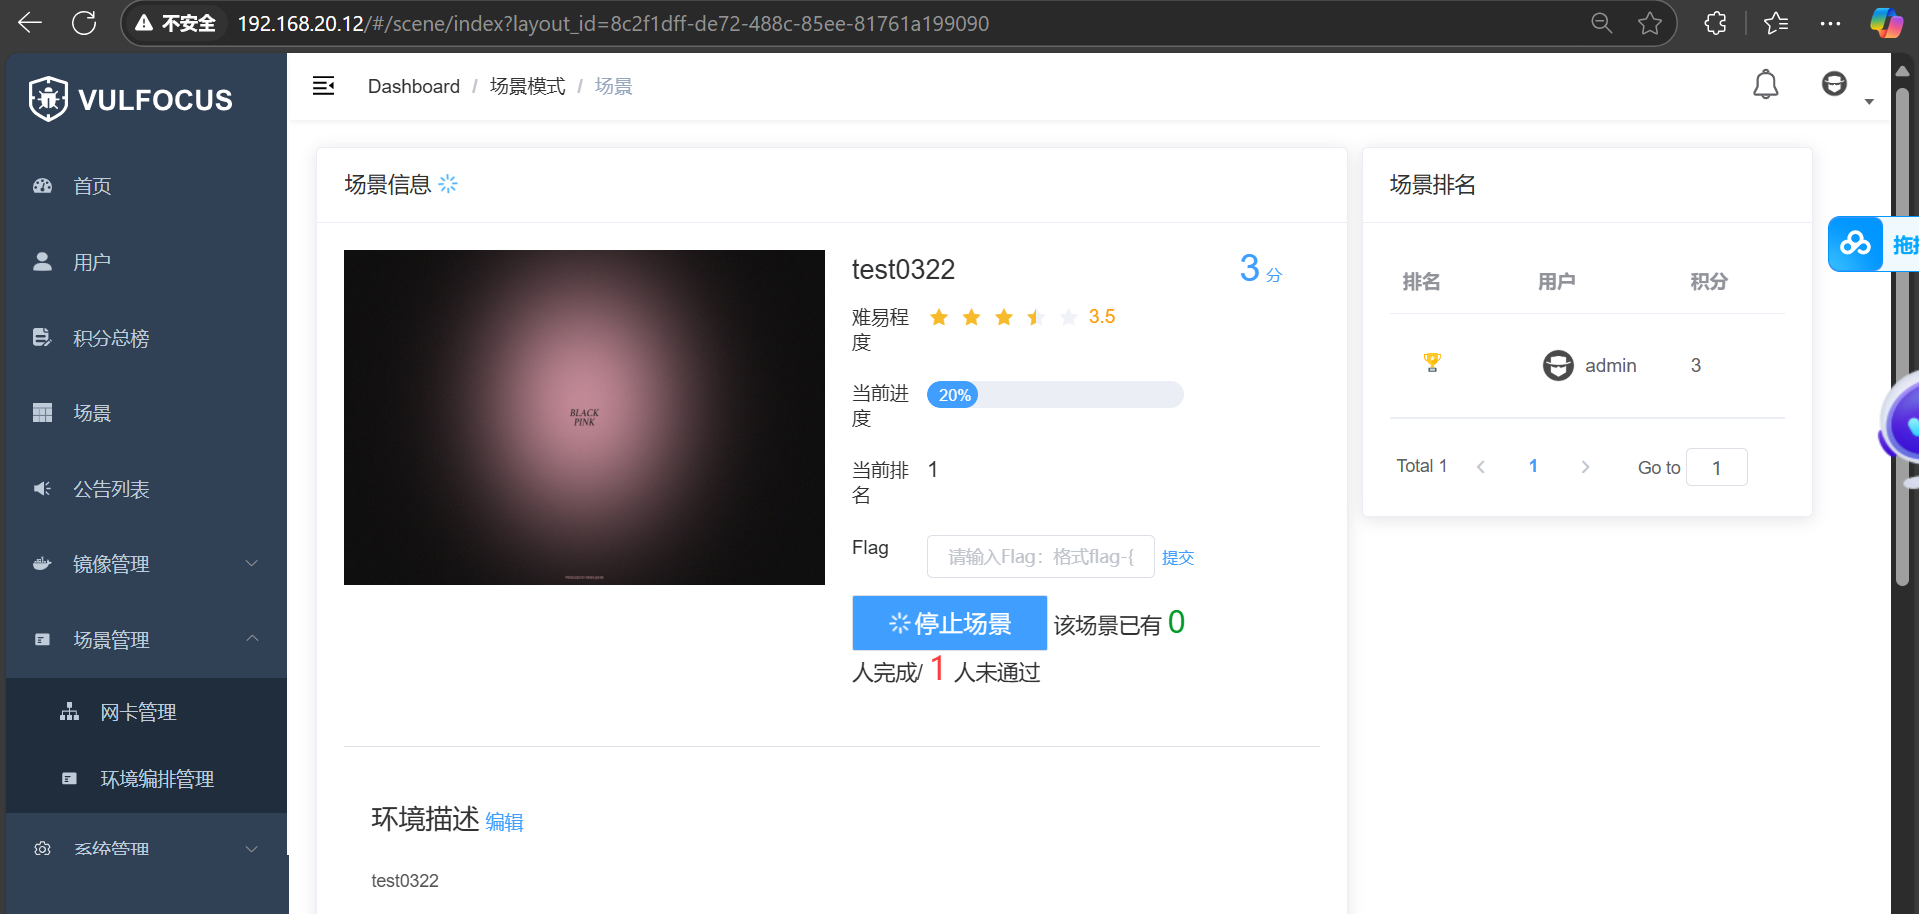 不安全 192.168.20.12/#/scene/index?layout_id=8c2f1dff-de72-488c-85ee-81761a199090
VULFOCUS
首页
用户
积分总榜
场景
公告列表
镜像管理
场景管理
网卡管理
环境编排管理
系统管理
Dashboard / 场景模式 / 场景
场景信息
BLACK
PINK
test0322
3 分
难易程
度
3.5
当前进
度
20%
当前排
名
1
Flag
请输入Flag：格式flag-{
提交
停止场景 该场景已有 0
人完成/ 1 人未通过
环境描述 编辑
test0322
场景排名
排名 用户 积分
admin 3
Total 1 1 Go to 1